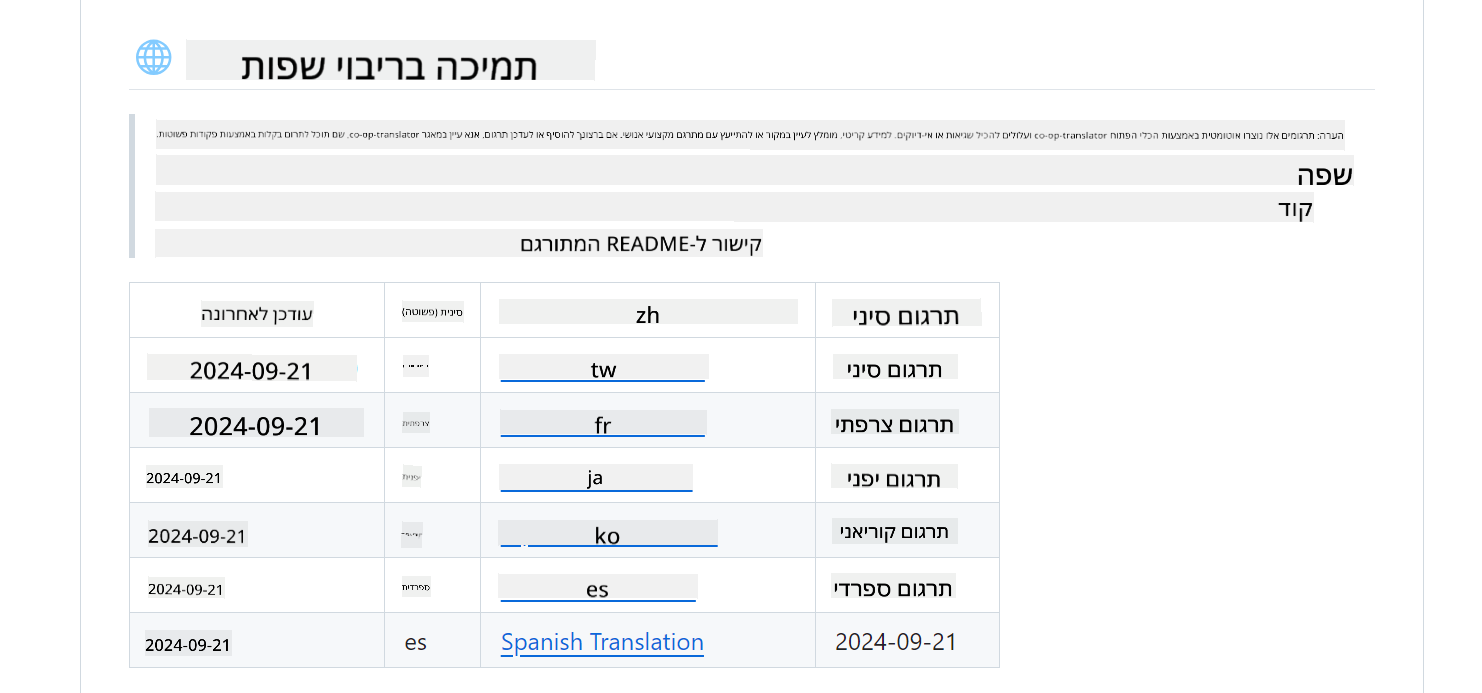 תמיכה בריבוי שפות
הערה: תרגומים אלו נוצרו אוטומטית באמצעות הכלי הפתוח co-op-translator ועלולים להכיל שגיאות או אי-דיוקים. למידע קריטי, מומלץ לעיין במקור או להתייעץ עם מתרגם מקצועי אנושי. אם ברצונך להוסיף או לעדכן תרגום, אנא עיין במאגר co-op-translator, שם תוכל לתרום בקלות באמצעות פקודות פשוטות.
שפה
קוד
קישור ל-README המתורגם
תרגום סיני zh סינית (פשוטה) עודכן לאחרונה
תרגום סיני tw 2024-09-21
תרגום צרפתי fr צרפתית 2024-09-21
תרגום יפני ja יפנית 2024-09-21
תרגום קוריאני ko 2024-09-21
תרגום ספרדי es ספרדית 2024-09-21
2024-09-21 es Spanish Translation 2024-09-21